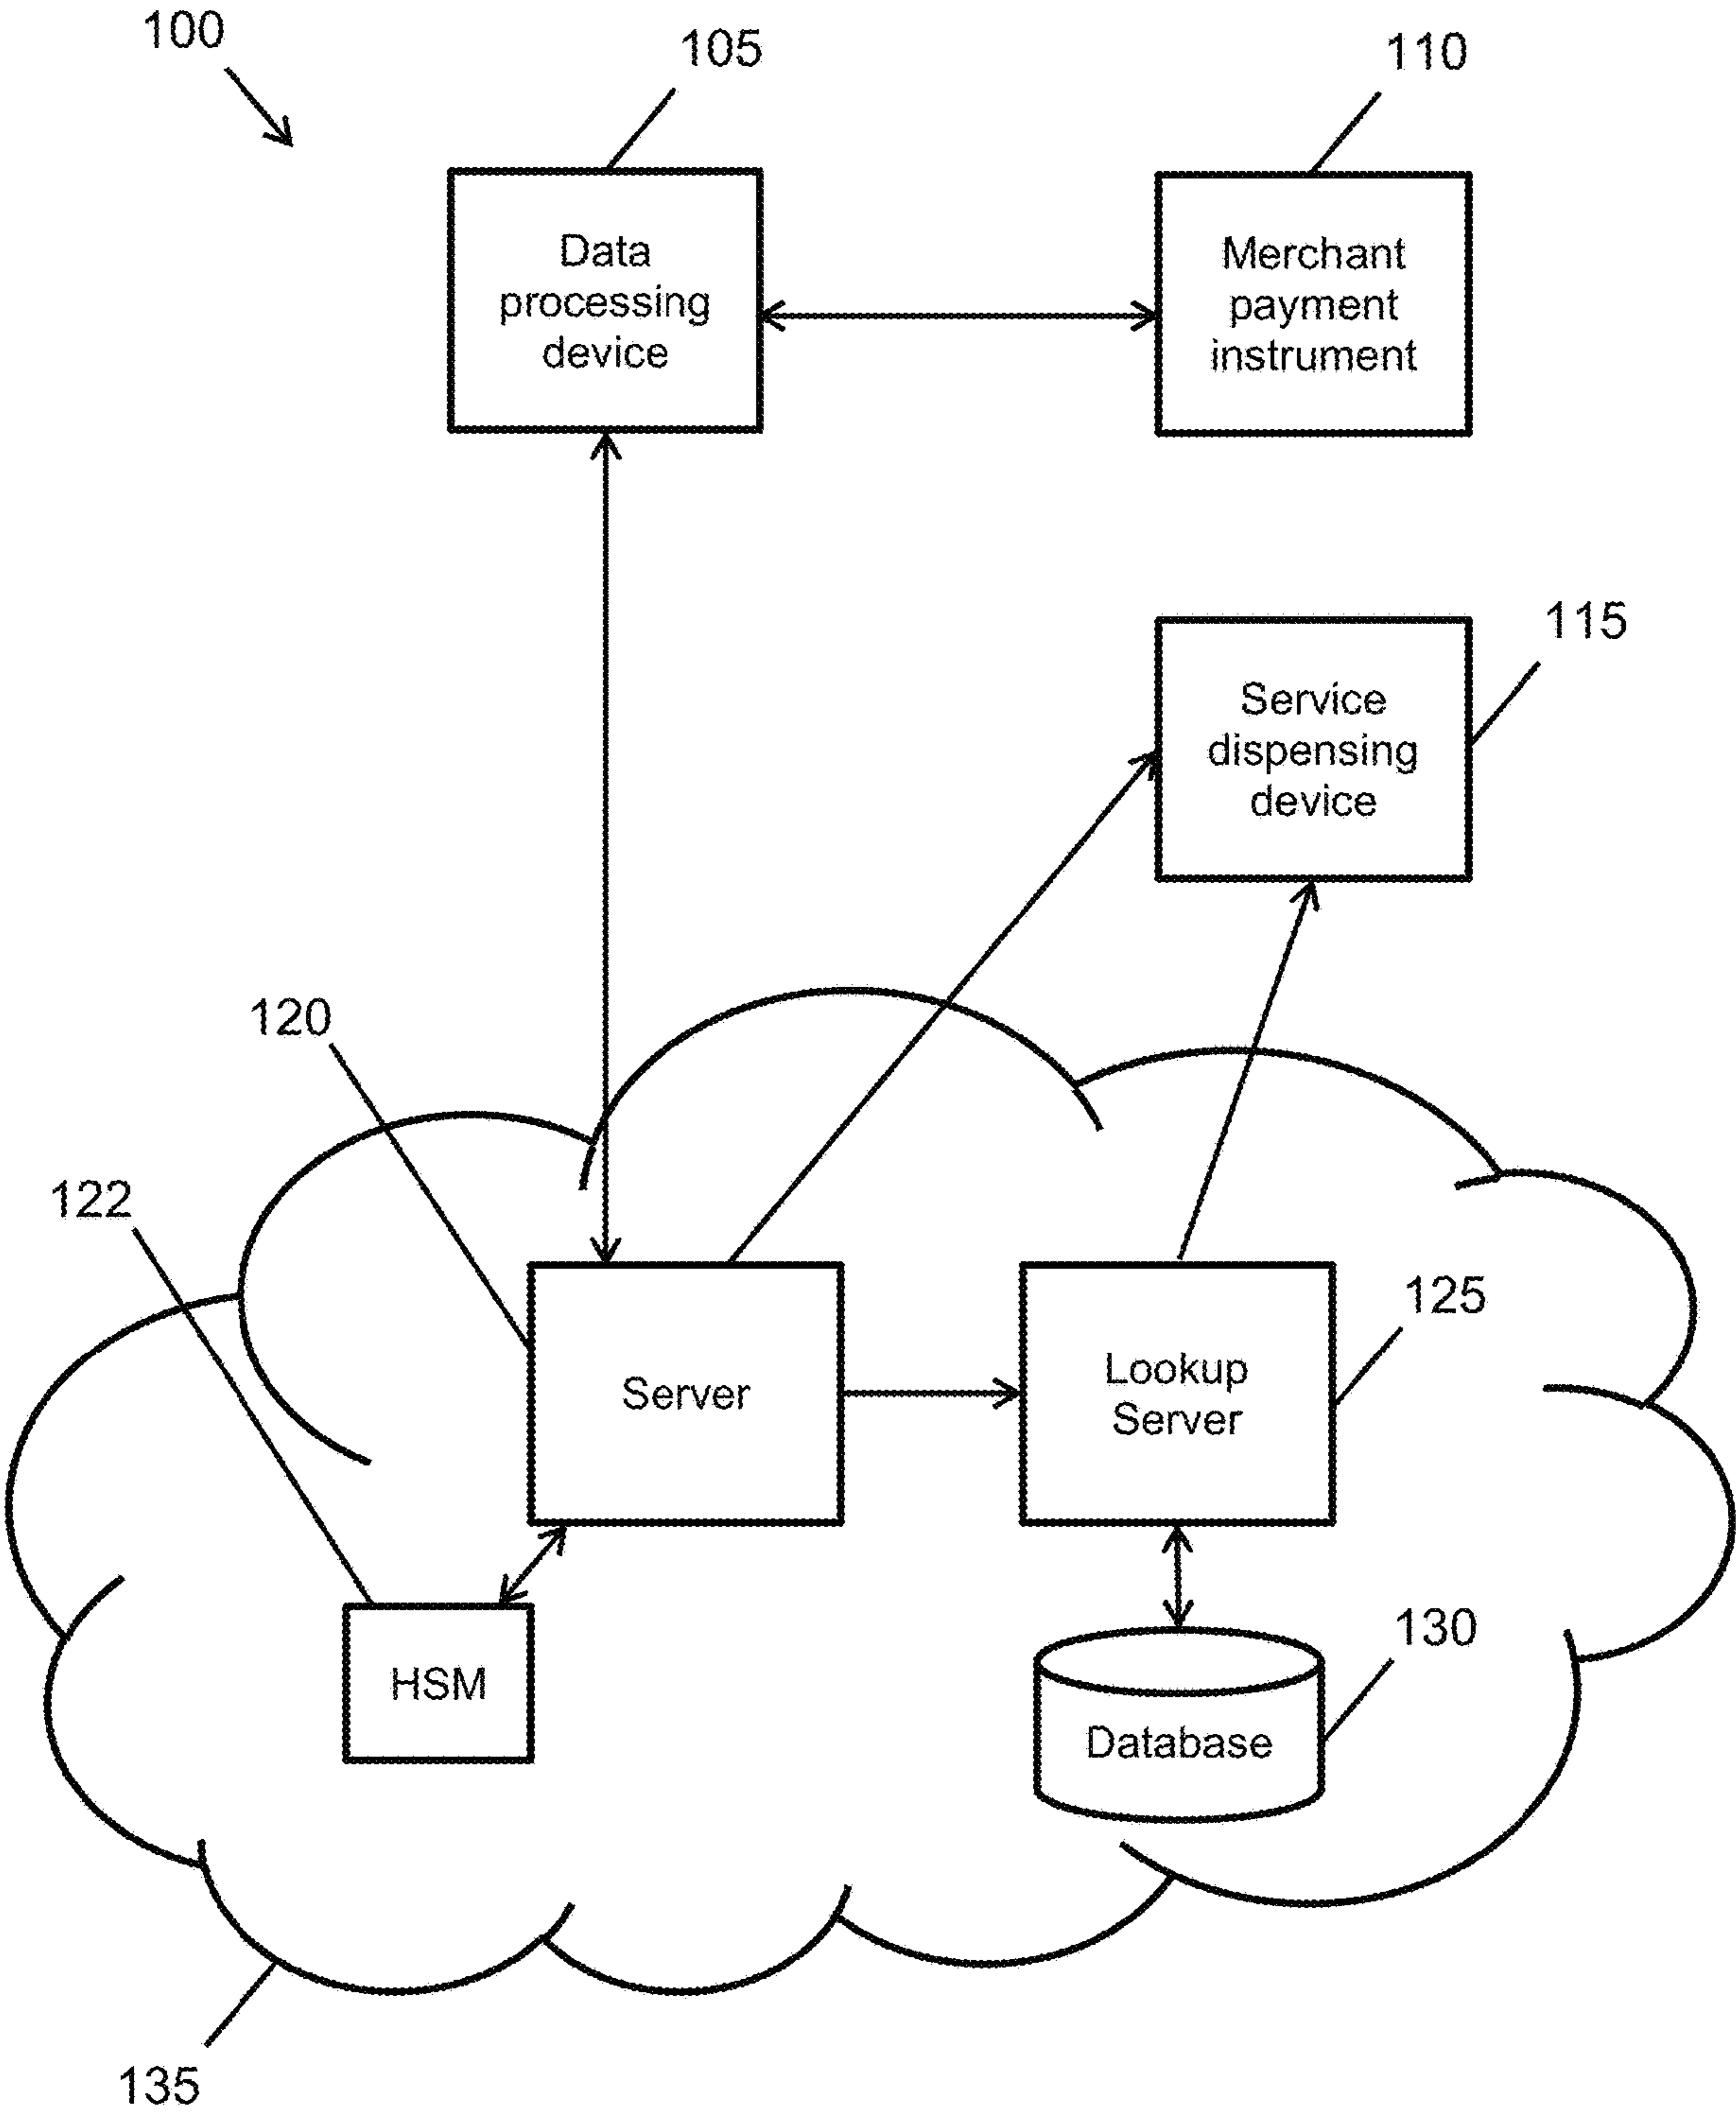 100
105
110
Data
processing
device
Merchant
payment
instrument
115
Service
dispensing
device
120
122
125
Server
Lookup
Server
130
HSM
Database
135